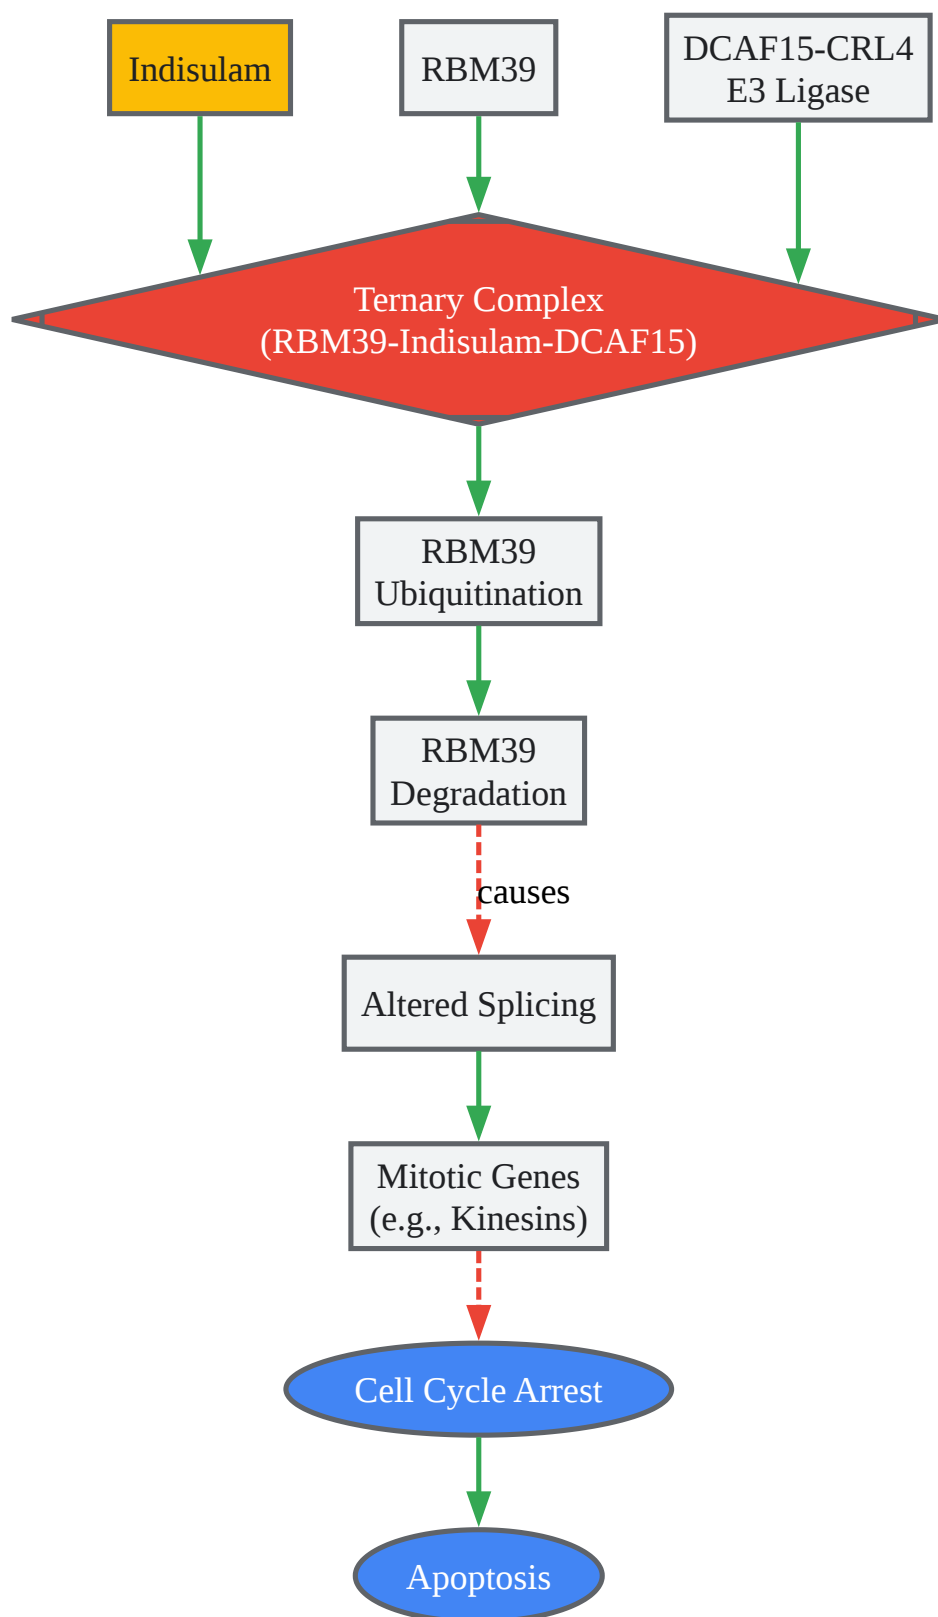 Indisulam
RBM39
DCAF15-CRL4
E3 Ligase
Ternary Complex
(RBM39-Indisulam-DCAF15)
RBM39
Ubiquitination
RBM39
Degradation
causes
Altered Splicing
Mitotic Genes
(e.g., Kinesins)
Cell Cycle Arrest
Apoptosis